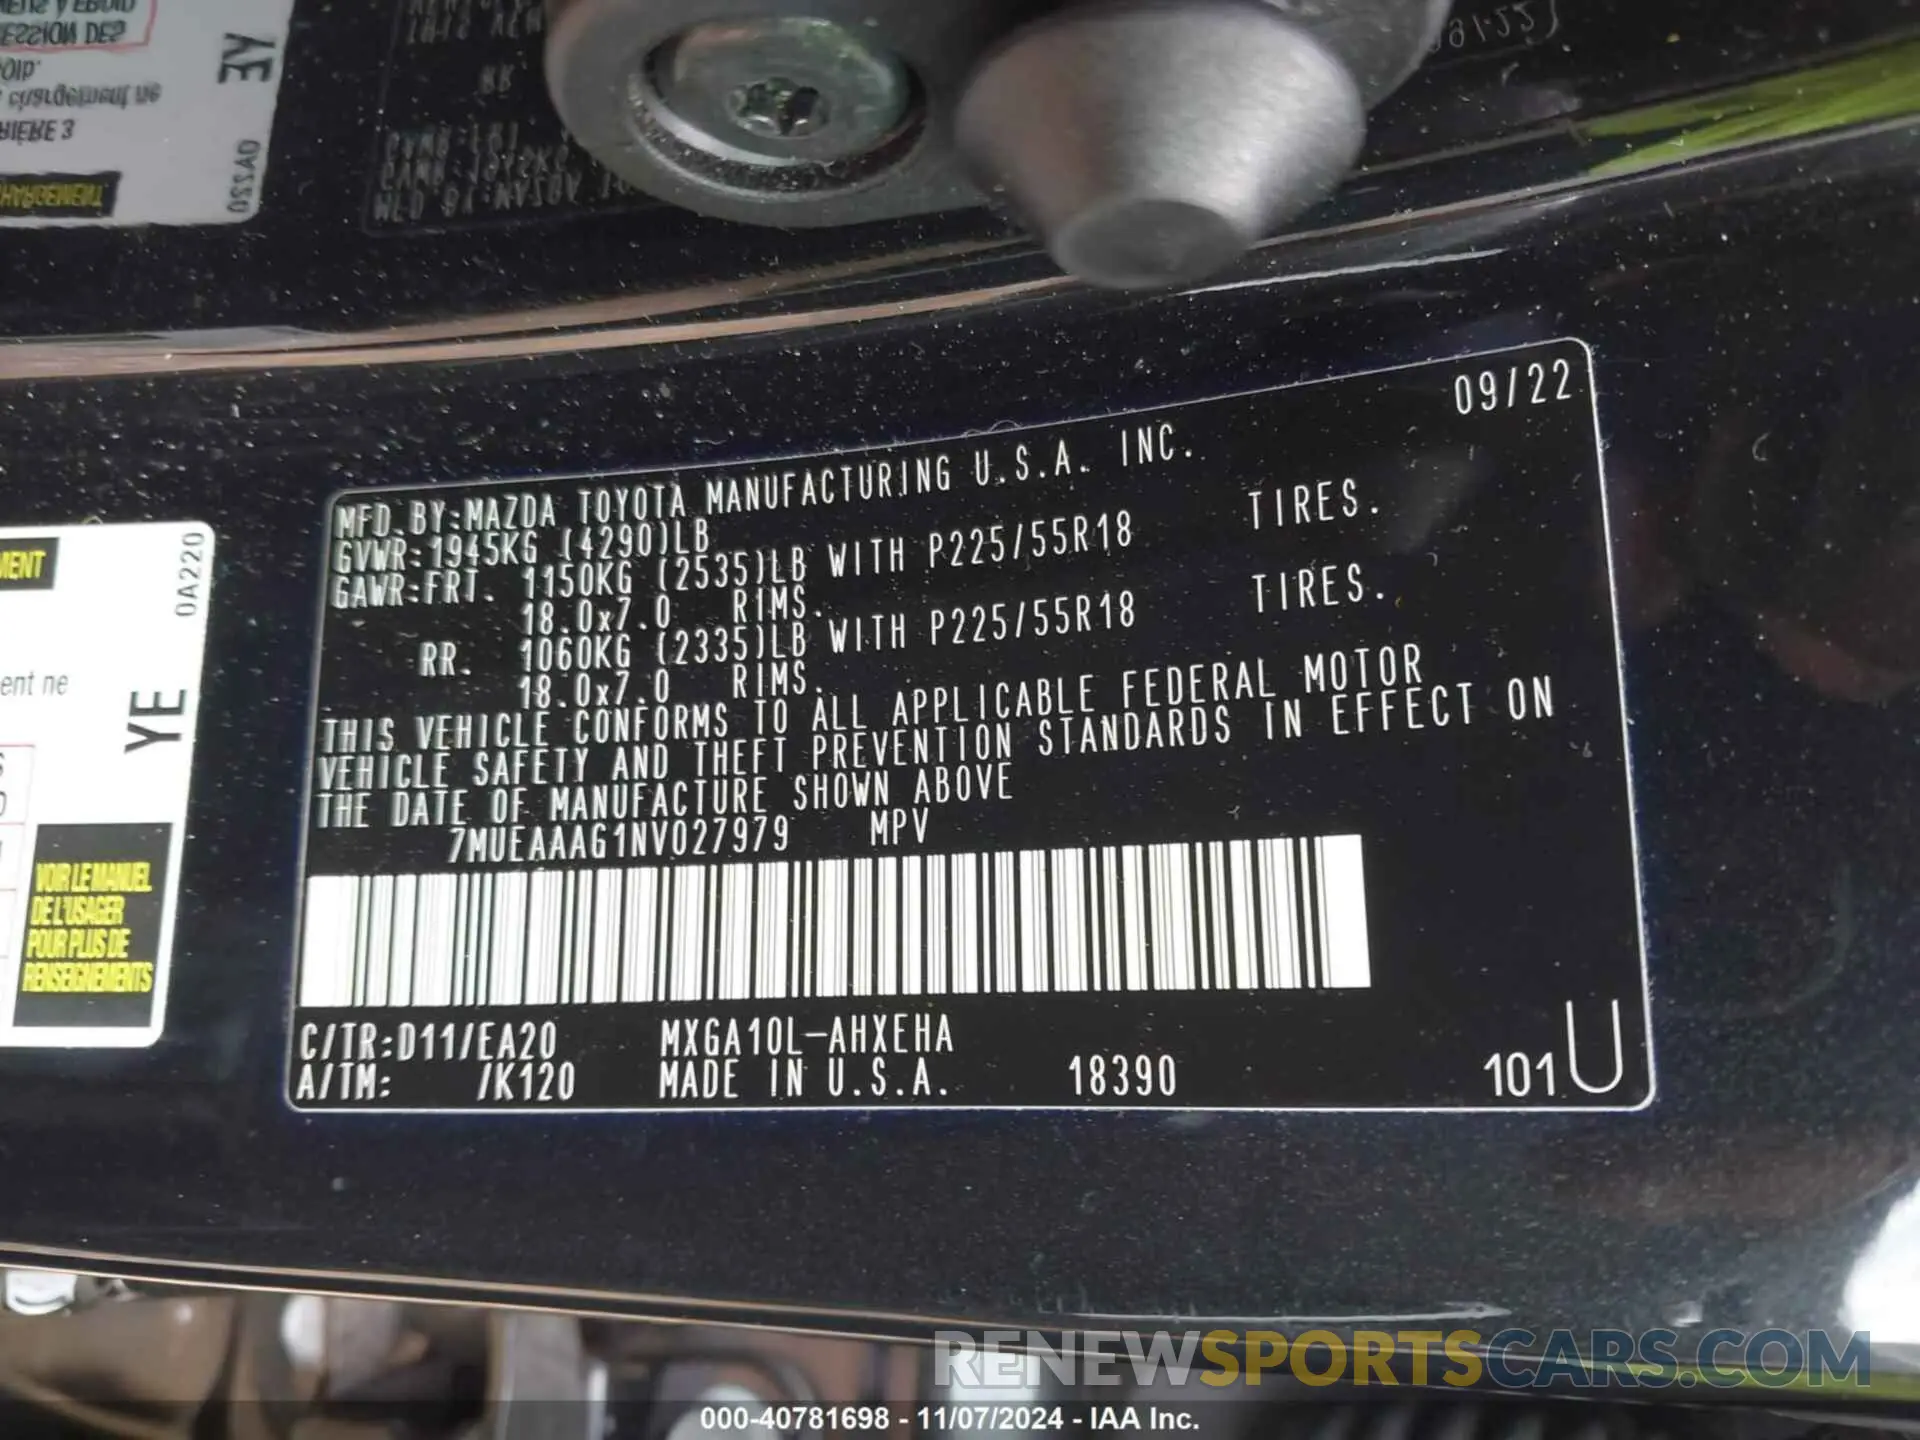 09/22
MFD. BY:MAZDA TOYOTA MANUFACTURING U.S.A. INC.
GVWR:1945KG (4290)LB
GAWR:FRT. 1150KG (2535)LB WITH P225/55R18 TIRES.
18.0x7.0 RIMS.
RR. 1060KG (2335)LB WITH P225/55R18 TIRES.
18.0x7.0 RIMS.
THIS VEHICLE CONFORMS TO ALL APPLICABLE FEDERAL MOTOR
VEHICLE SAFETY AND THEFT PREVENTION STANDARDS IN EFFECT ON
THE DATE OF MANUFACTURE SHOWN ABOVE
7MUEAAAG1NV027979 MPV
C/TR:D11/EA20 MXGA10L-AHXEHA
A/TM: /K120 MADE IN U.S.A. 18390 101U
0A220
YE
ent ne
VOIR LE MANUEL
DE L'USAGER
POUR PLUS DE
RENSEIGNEMENTS
RENEWSPORTSCARS.COM
000-40781698 - 11/07/2024 - IAA Inc.